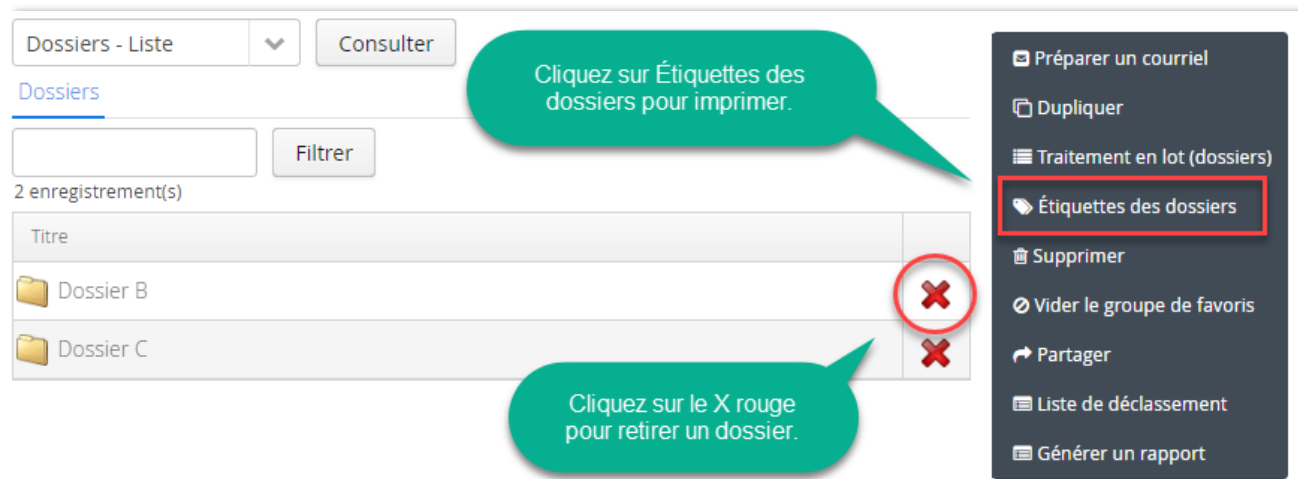 Dossiers - Liste
Consulter
Dossiers
Filtrer
2 enregistrement(s)
Titre
Dossier B
Dossier C
Cliquez sur Étiquettes des
dossiers pour imprimer.
Cliquez sur le X rouge
pour retirer un dossier.
Préparer un courriel
Dupliquer
Traitement en lot (dossiers)
Étiquettes des dossiers
Supprimer
Vider le groupe de favoris
Partager
Liste de déclassement
Générer un rapport